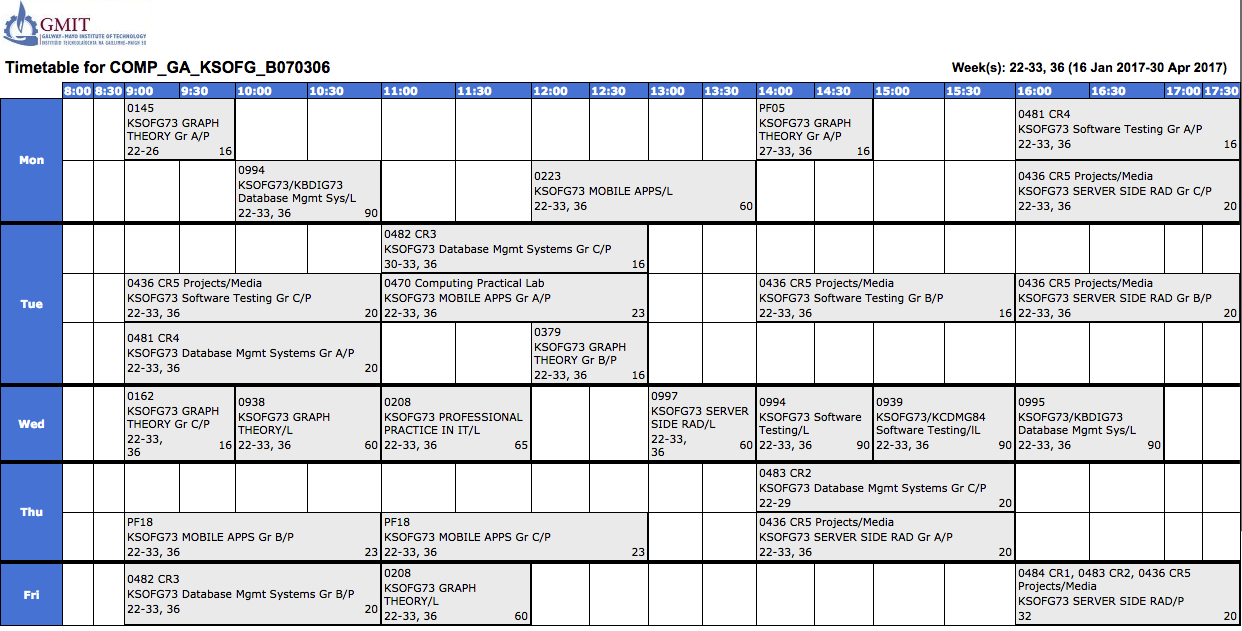 GMIT
GALWAY-MAYO INSTITUTE OF TECHNOLOGY
Timetable for COMP_GA_KSOFG_B070306
Week(s): 22-33, 36 (16 Jan 2017-30 Apr 2017)
8:00 8:30 9:00 9:30 10:00 10:30 11:00 11:30 12:00 12:30 13:00 13:30 14:00 14:30 15:00 15:30 16:00 16:30 17:00 17:30
Mon
0145
KSOFG73 GRAPH
THEORY Gr A/P
22-26 16
PF05
KSOFG73 GRAPH
THEORY Gr A/P
27-33, 36 16
0481 CR4
KSOFG73 Software Testing Gr A/P
22-33, 36 16
0994
KSOFG73/KBDIG73
Database Mgmt Sys/L
22-33, 36 90
0223
KSOFG73 MOBILE APPS/L
22-33, 36 60
0436 CR5 Projects/Media
KSOFG73 SERVER SIDE RAD Gr C/P
22-33, 36 20
Tue
0482 CR3
KSOFG73 Database Mgmt Systems Gr C/P
30-33, 36 16
0436 CR5 Projects/Media
KSOFG73 Software Testing Gr C/P
22-33, 36 20
0470 Computing Practical Lab
KSOFG73 MOBILE APPS Gr A/P
22-33, 36 23
0436 CR5 Projects/Media
KSOFG73 Software Testing Gr B/P
22-33, 36 16
0436 CR5 Projects/Media
KSOFG73 SERVER SIDE RAD Gr B/P
22-33, 36 20
0481 CR4
KSOFG73 Database Mgmt Systems Gr A/P
22-33, 36 20
0379
KSOFG73 GRAPH
THEORY Gr B/P
22-33, 36 16
Wed
0162
KSOFG73 GRAPH
THEORY Gr C/P
22-33,
36 16
0938
KSOFG73 GRAPH
THEORY/L
22-33, 36 60
0208
KSOFG73 PROFESSIONAL
PRACTICE IN IT/L
22-33, 36 65
0997
KSOFG73 SERVER
SIDE RAD/L
22-33,
36 60
0994
KSOFG73 Software
Testing/L
22-33, 36 90
0939
KSOFG73/KCDMG84
Software Testing/lL
22-33, 36 90
0995
KSOFG73/KBDIG73
Database Mgmt Sys/L
22-33, 36 90
Thu
0483 CR2
KSOFG73 Database Mgmt Systems Gr C/P
22-29 20
PF18
KSOFG73 MOBILE APPS Gr B/P
22-33, 36 23
PF18
KSOFG73 MOBILE APPS Gr C/P
22-33, 36 23
0436 CR5 Projects/Media
KSOFG73 SERVER SIDE RAD Gr A/P
22-33, 36 20
Fri
0482 CR3
KSOFG73 Database Mgmt Systems Gr B/P
22-33, 36 20
0208
KSOFG73 GRAPH
THEORY/L
22-33, 36 60
0484 CR1, 0483 CR2, 0436 CR5
Projects/Media
KSOFG73 SERVER SIDE RAD/P
32 20